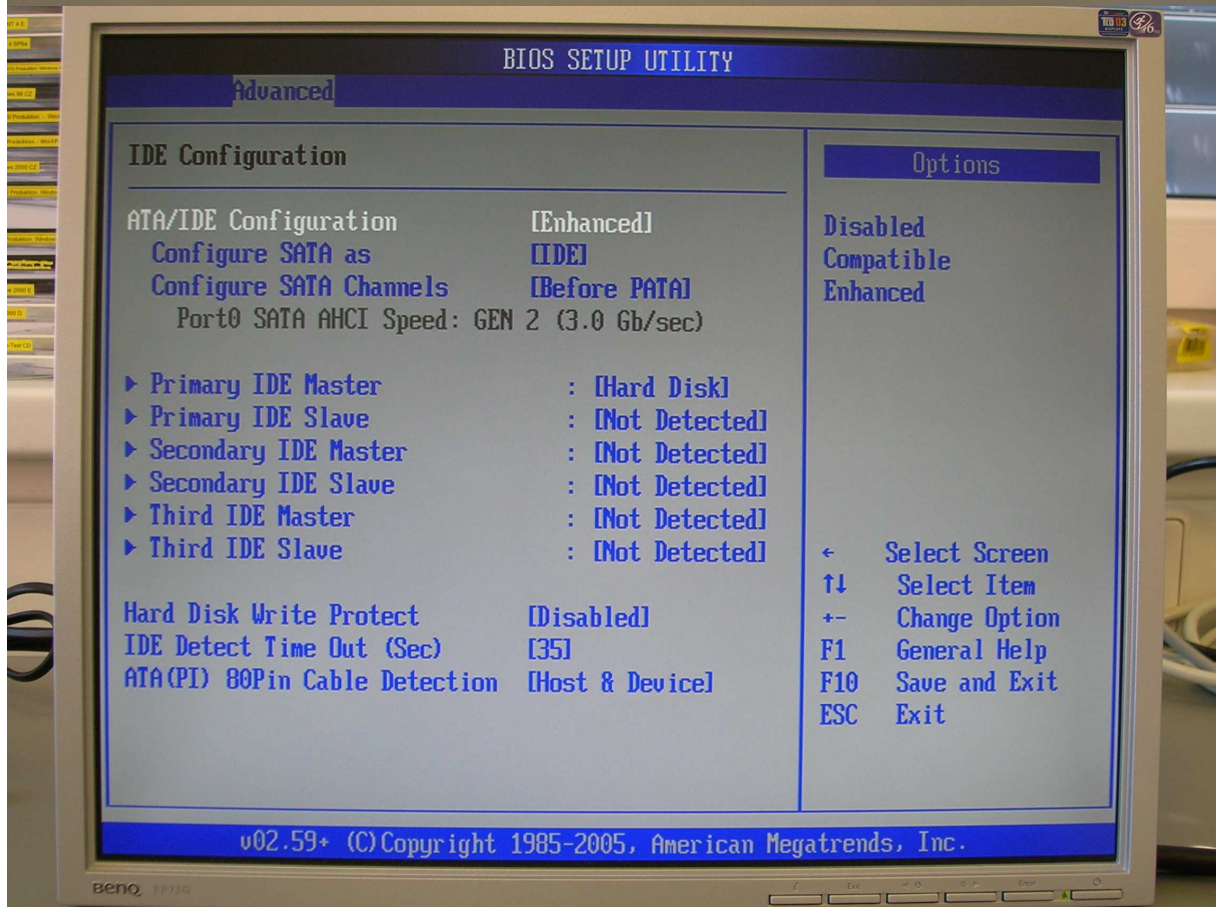 BIOS SETUP UTILITY
Advanced
IDE Configuration
ATA/IDE Configuration [Enhanced]
Configure SATA as [IDE]
Configure SATA Channels [Before PATA]
Port0 SATA AHCI Speed: GEN 2 (3.0 Gb/sec)
Primary IDE Master : [Hard Disk]
Primary IDE Slave : [Not Detected]
Secondary IDE Master : [Not Detected]
Secondary IDE Slave : [Not Detected]
Third IDE Master : [Not Detected]
Third IDE Slave : [Not Detected]
Hard Disk Write Protect [Disabled]
IDE Detect Time Out (Sec) [35]
ATA(PI) 80Pin Cable Detection [Host & Device]
Options
Disabled
Compatible
Enhanced
← Select Screen
↑↓ Select Item
+- Change Option
F1 General Help
F10 Save and Exit
ESC Exit
v02.59+ (C)Copyright 1985-2005, American Megatrends, Inc.
BenQ
Exit
Enter
TCO 03